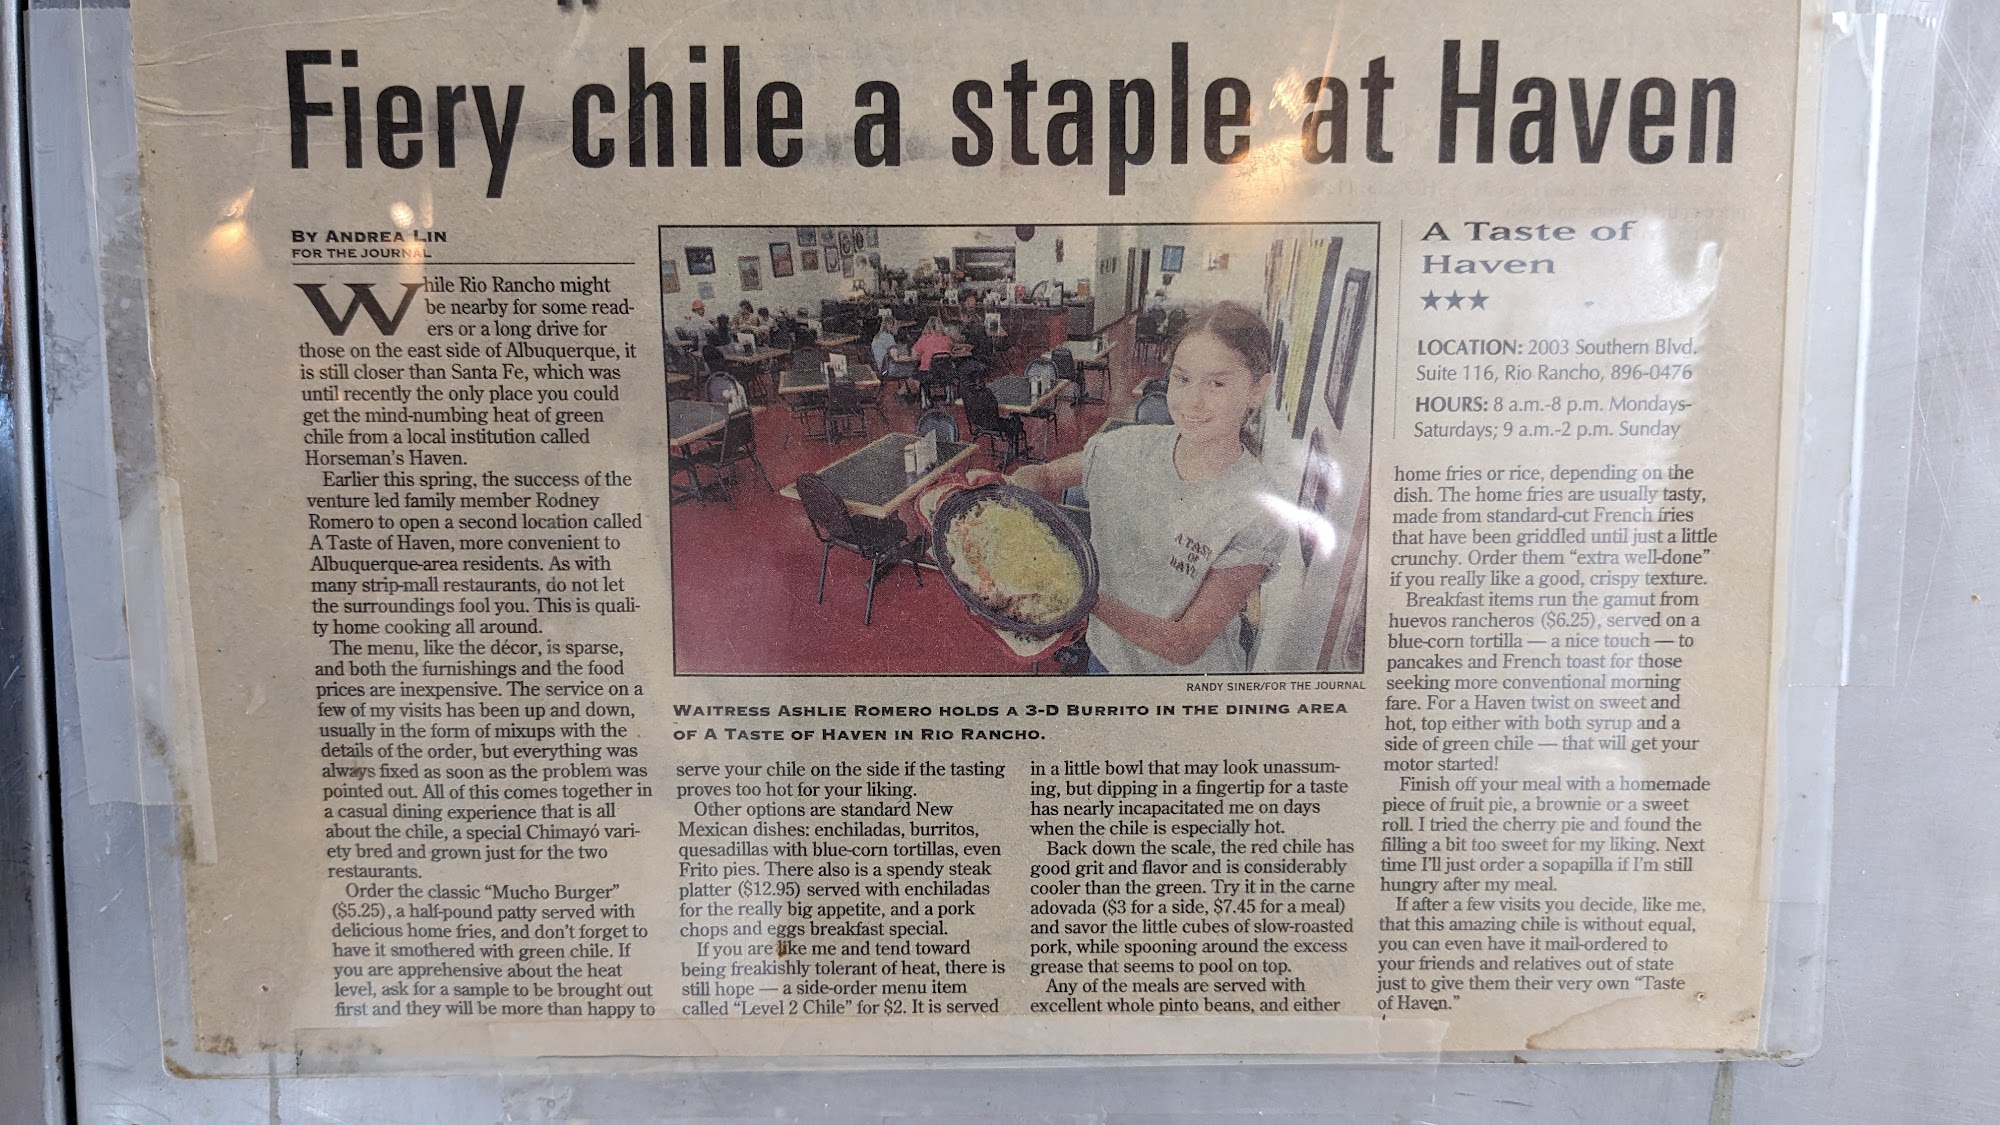 Fiery chile a staple at Haven
BY ANDREA LIN
FOR THE JOURNAL
While Rio Rancho might
be nearby for some read-
ers or a long drive for
those on the east side of Albuquerque, it
is still closer than Santa Fe, which was
until recently the only place you could
get the mind-numbing heat of green
chile from a local institution called
Horseman's Haven.
Earlier this spring, the success of the
venture led family member Rodney
Romero to open a second location called
A Taste of Haven, more convenient to
Albuquerque-area residents. As with
many strip-mall restaurants, do not let
the surroundings fool you. This is quali-
ty home cooking all around.
The menu, like the décor, is sparse,
and both the furnishings and the food
prices are inexpensive. The service on a
few of my visits has been up and down,
usually in the form of mixups with the
details of the order, but everything was
always fixed as soon as the problem was
pointed out. All of this comes together in
a casual dining experience that is all
about the chile, a special Chimayó vari-
ety bred and grown just for the two
restaurants.
Order the classic "Mucho Burger"
($5.25), a half-pound patty served with
delicious home fries, and don't forget to
have it smothered with green chile. If
you are apprehensive about the heat
level, ask for a sample to be brought out
first and they will be more than happy to
A TASTE
OF
HAVEN
RANDY SINER/FOR THE JOURNAL
WAITRESS ASHLIE ROMERO HOLDS A 3-D BURRITO IN THE DINING AREA
OF A TASTE OF HAVEN IN RIO RANCHO.
serve your chile on the side if the tasting
proves too hot for your liking.
Other options are standard New
Mexican dishes: enchiladas, burritos,
quesadillas with blue-corn tortillas, even
Frito pies. There also is a spendy steak
platter ($12.95) served with enchiladas
for the really big appetite, and a pork
chops and eggs breakfast special.
If you are like me and tend toward
being freakishly tolerant of heat, there is
still hope — a side-order menu item
called "Level 2 Chile" for $2. It is served
in a little bowl that may look unassum-
ing, but dipping in a fingertip for a taste
has nearly incapacitated me on days
when the chile is especially hot.
Back down the scale, the red chile has
good grit and flavor and is considerably
cooler than the green. Try it in the carne
adovada ($3 for a side, $7.45 for a meal)
and savor the little cubes of slow-roasted
pork, while spooning around the excess
grease that seems to pool on top.
Any of the meals are served with
excellent whole pinto beans, and either
A Taste of
Haven
★★★
LOCATION: 2003 Southern Blvd.
Suite 116, Rio Rancho, 896-0476
HOURS: 8 a.m.-8 p.m. Mondays-
Saturdays; 9 a.m.-2 p.m. Sunday
home fries or rice, depending on the
dish. The home fries are usually tasty,
made from standard-cut French fries
that have been griddled until just a little
crunchy. Order them "extra well-done"
if you really like a good, crispy texture.
Breakfast items run the gamut from
huevos rancheros ($6.25), served on a
blue-corn tortilla — a nice touch — to
pancakes and French toast for those
seeking more conventional morning
fare. For a Haven twist on sweet and
hot, top either with both syrup and a
side of green chile — that will get your
motor started!
Finish off your meal with a homemade
piece of fruit pie, a brownie or a sweet
roll. I tried the cherry pie and found the
filling a bit too sweet for my liking. Next
time I'll just order a sopapilla if I'm still
hungry after my meal.
If after a few visits you decide, like me,
that this amazing chile is without equal,
you can even have it mail-ordered to
your friends and relatives out of state
just to give them their very own "Taste
of Haven."